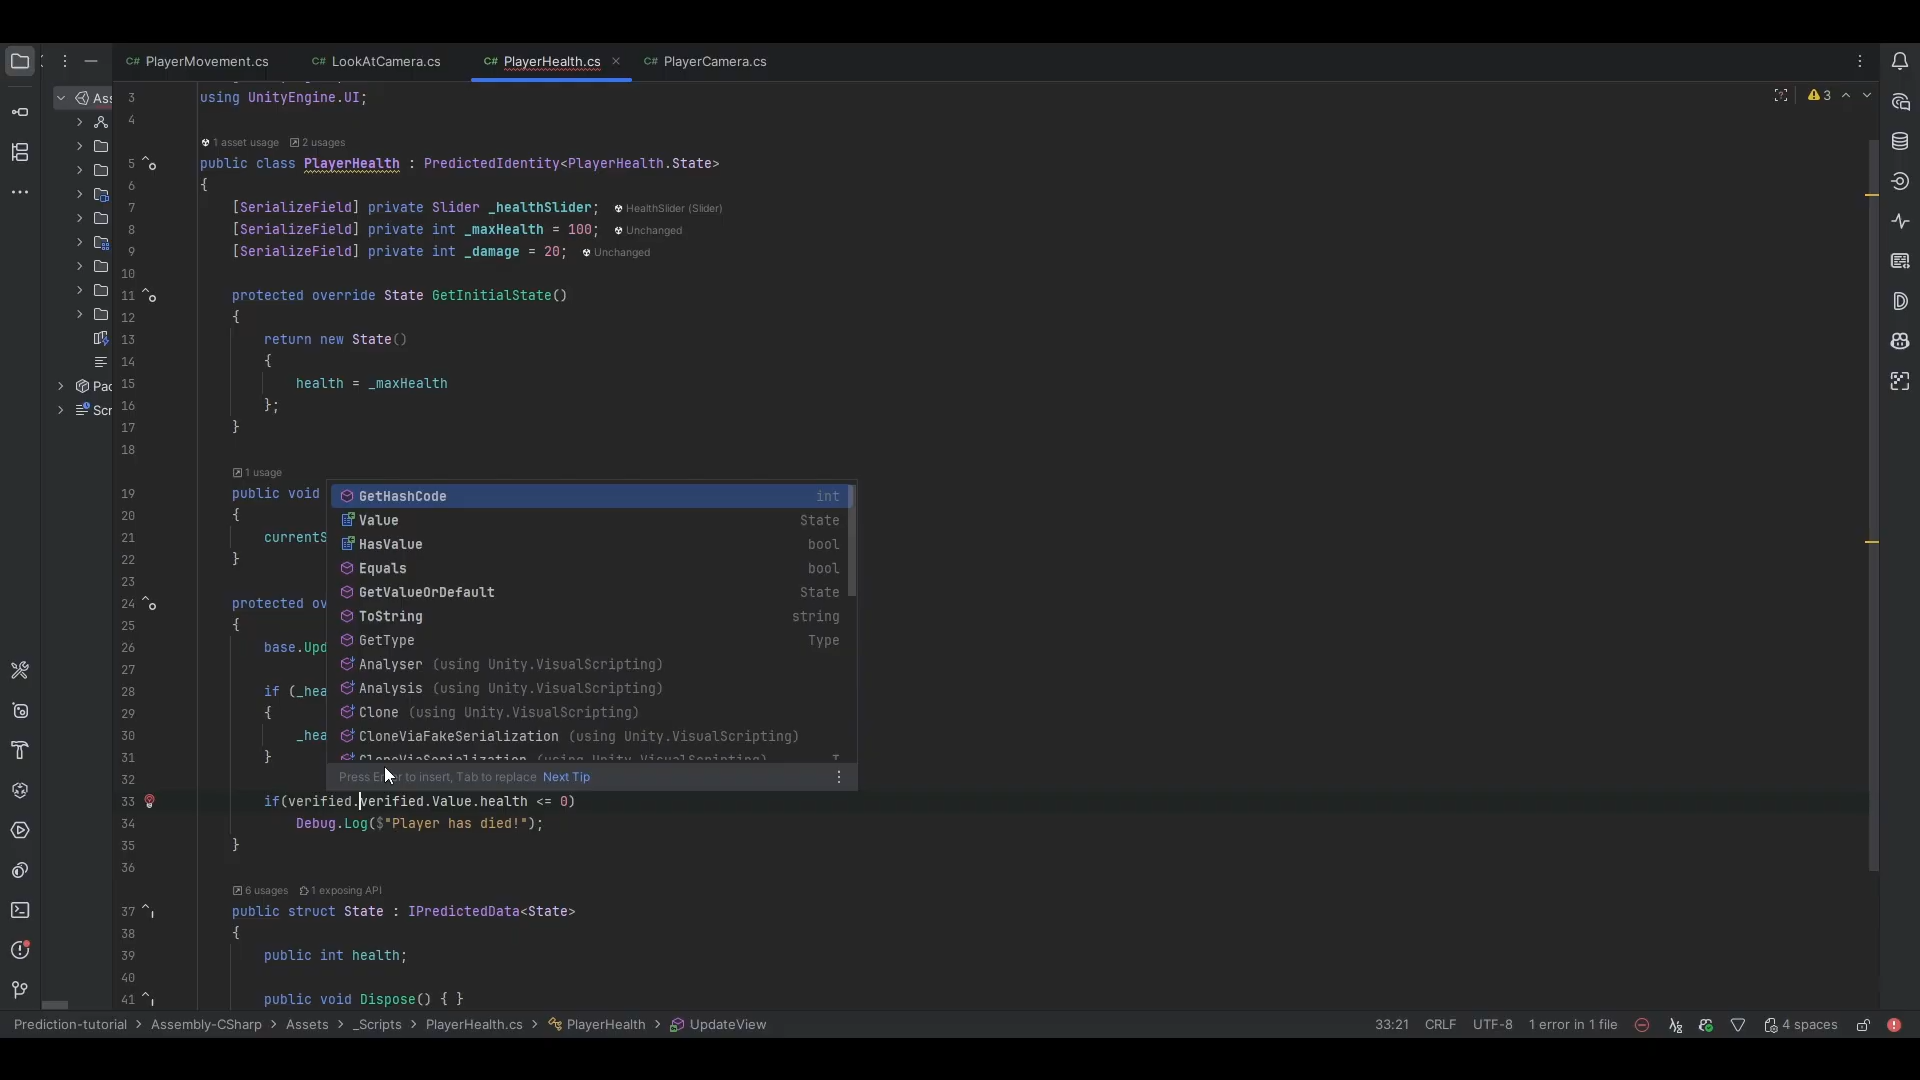 PlayerMovement.cs
LookAtCamera.cs
PlayerHealth.cs
PlayerCamera.cs
Ass
Pac
Scr
3
3 using UnityEngine.UI;
4
1 asset usage 2 usages
5 public class PlayerHealth : PredictedIdentity<PlayerHealth.State>
6 {
7 [SerializeField] private Slider _healthSlider; HealthSlider (Slider)
8 [SerializeField] private int _maxHealth = 100; Unchanged
9 [SerializeField] private int _damage = 20; Unchanged
10
11 protected override State GetInitialState()
12 {
13 return new State()
14 {
15 health = _maxHealth
16 };
17 }
18
1 usage
19 public void
20 {
21 currentS
22 }
23
24 protected ov
25 {
26 base.Upd
27
28 if (_hea
29 {
30 _hea
31 }
32
33 if(verified.verified.Value.health <= 0)
34 Debug.Log($"Player has died!");
35 }
36
6 usages 1 exposing API
37 public struct State : IPredictedData<State>
38 {
39 public int health;
40
41 public void Dispose() { }
GetHashCode int
Value State
HasValue bool
Equals bool
GetValueOrDefault State
ToString string
GetType Type
Analyser (using Unity.VisualScripting)
Analysis (using Unity.VisualScripting)
Clone (using Unity.VisualScripting)
CloneViaFakeSerialization (using Unity.VisualScripting)
CloneViaSerialization (using Unity.VisualScripting) T
Press Enter to insert, Tab to replace Next Tip
Prediction-tutorial > Assembly-CSharp > Assets > _Scripts > PlayerHealth.cs > PlayerHealth > UpdateView
33:21 CRLF UTF-8 1 error in 1 file 4 spaces